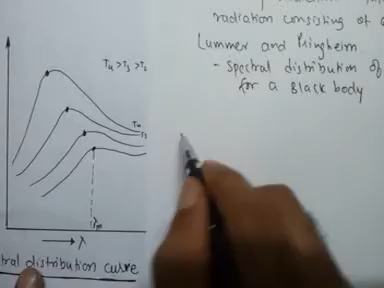 radiation consisting of
Lummer and Pringheim
- Spectral distribution of
for a Black body
T4 > T3 > T2
T4
T3
λm
λ
tral distribution curve